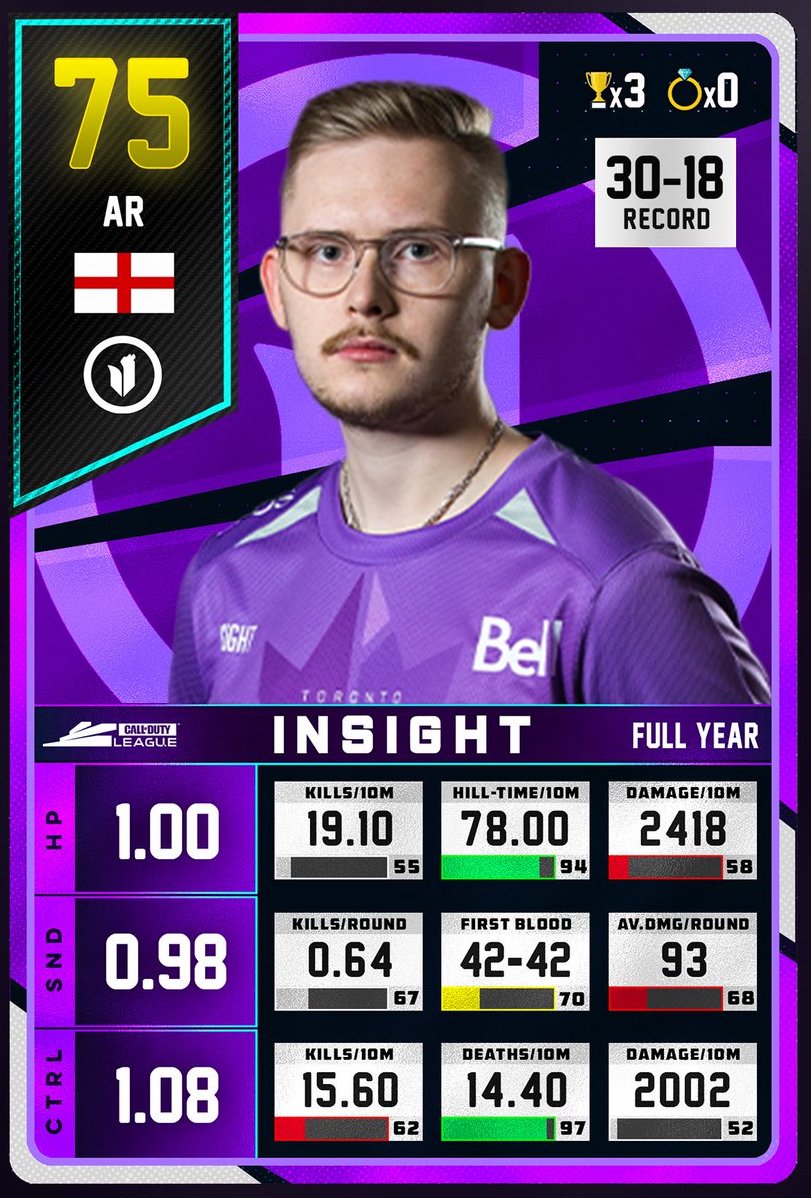 75
AR
x3
x0
30-18
RECORD
Bell
TORONTO
CALL OF DUTY
LEAGUE
INSIGHT
FULL YEAR
HP
1.00
KILLS/10M
19.10
55
HILL-TIME/10M
78.00
94
DAMAGE/10M
2418
58
SND
0.98
KILLS/ROUND
0.64
67
FIRST BLOOD
42-42
70
AV.DMG/ROUND
93
68
CTRL
1.08
KILLS/10M
15.60
62
DEATHS/10M
14.40
97
DAMAGE/10M
2002
52